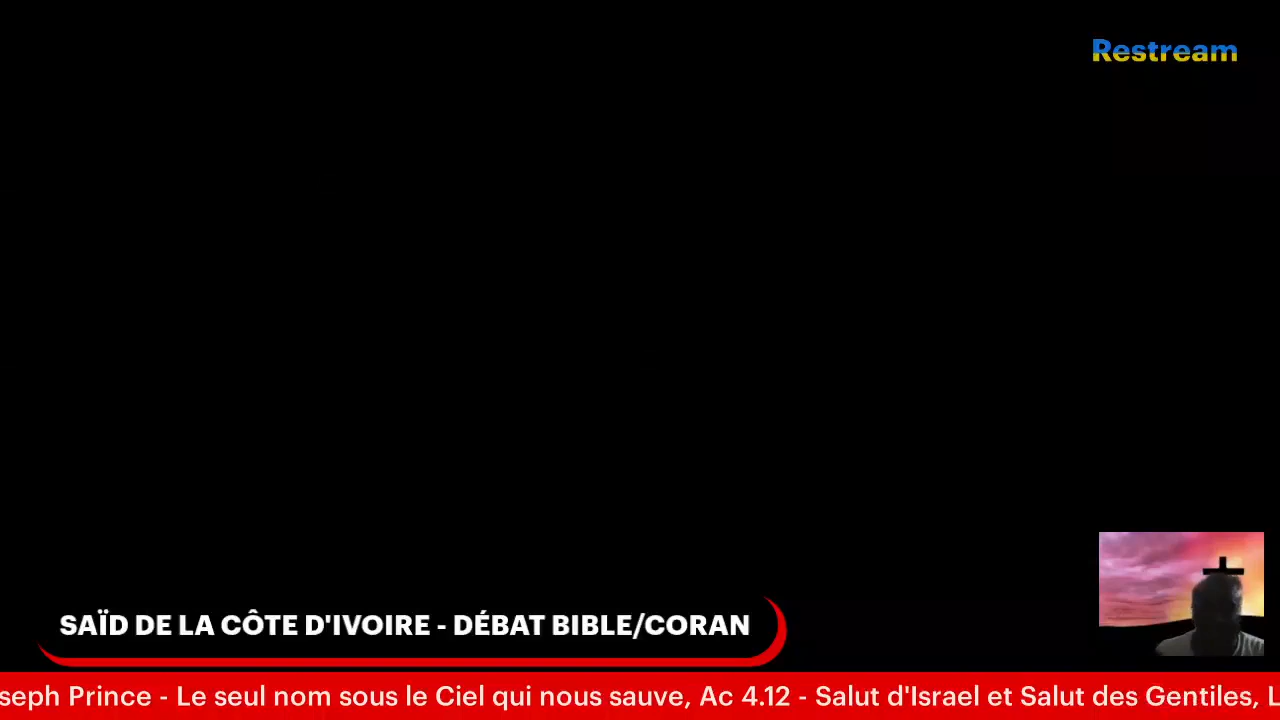 Restream
SAÏD DE LA CÔTE D'IVOIRE - DÉBAT BIBLE/CORAN
seph Prince - Le seul nom sous le Ciel qui nous sauve, Ac 4.12 - Salut d'Israel et Salut des Gentiles, L